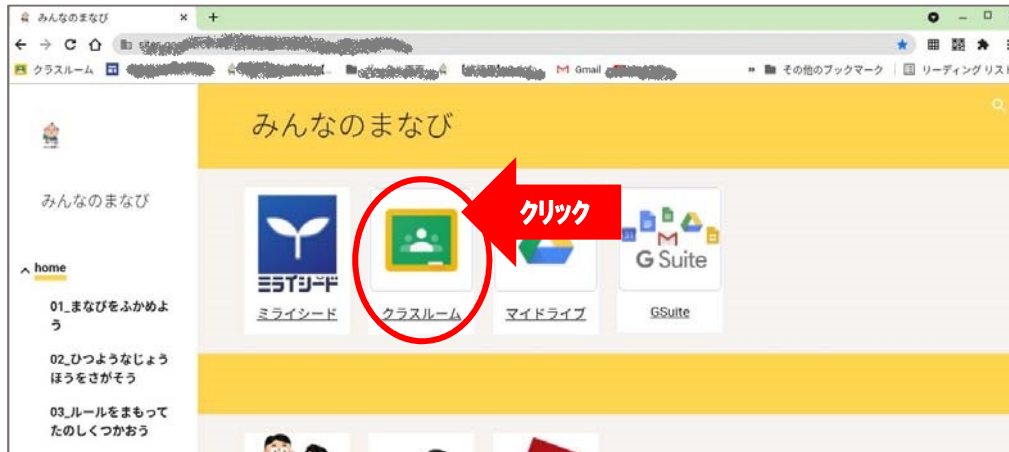 みんなのまなび
クラスルーム
Gmail
その他のブックマーク
リーディングリスト
みんなのまなび
みんなのまなび
home
01_まなびをふかめよ
う
02_ひつようなじょう
ほうをさがそう
03_ルールをまもって
たのしくつかおう
クリック
ミライシード
G Suite
ミライシード
クラスルーム
マイドライブ
GSuite